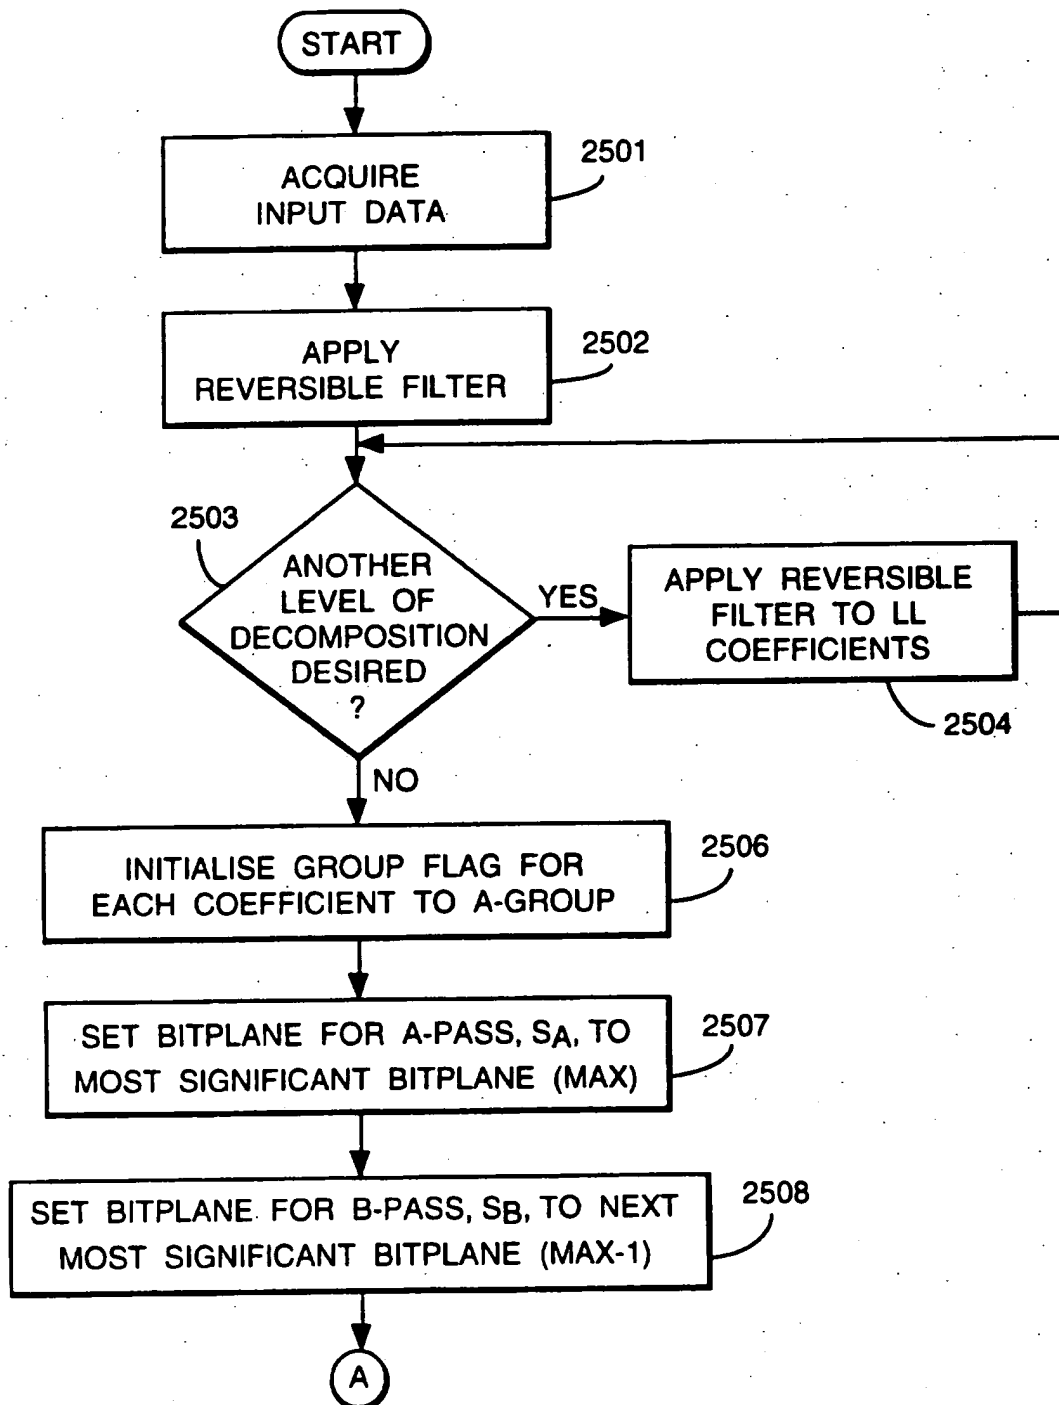 START
ACQUIRE
INPUT DATA
2501
APPLY
REVERSIBLE FILTER
2502
2503
ANOTHER
LEVEL OF
DECOMPOSITION
DESIRED
?
YES
APPLY REVERSIBLE
FILTER TO LL
COEFFICIENTS
2504
NO
INITIALISE GROUP FLAG FOR
EACH COEFFICIENT TO A-GROUP
2506
SET BITPLANE FOR A-PASS, SA, TO
MOST SIGNIFICANT BITPLANE (MAX)
2507
SET BITPLANE FOR B-PASS, SB, TO NEXT
MOST SIGNIFICANT BITPLANE (MAX-1)
2508
A